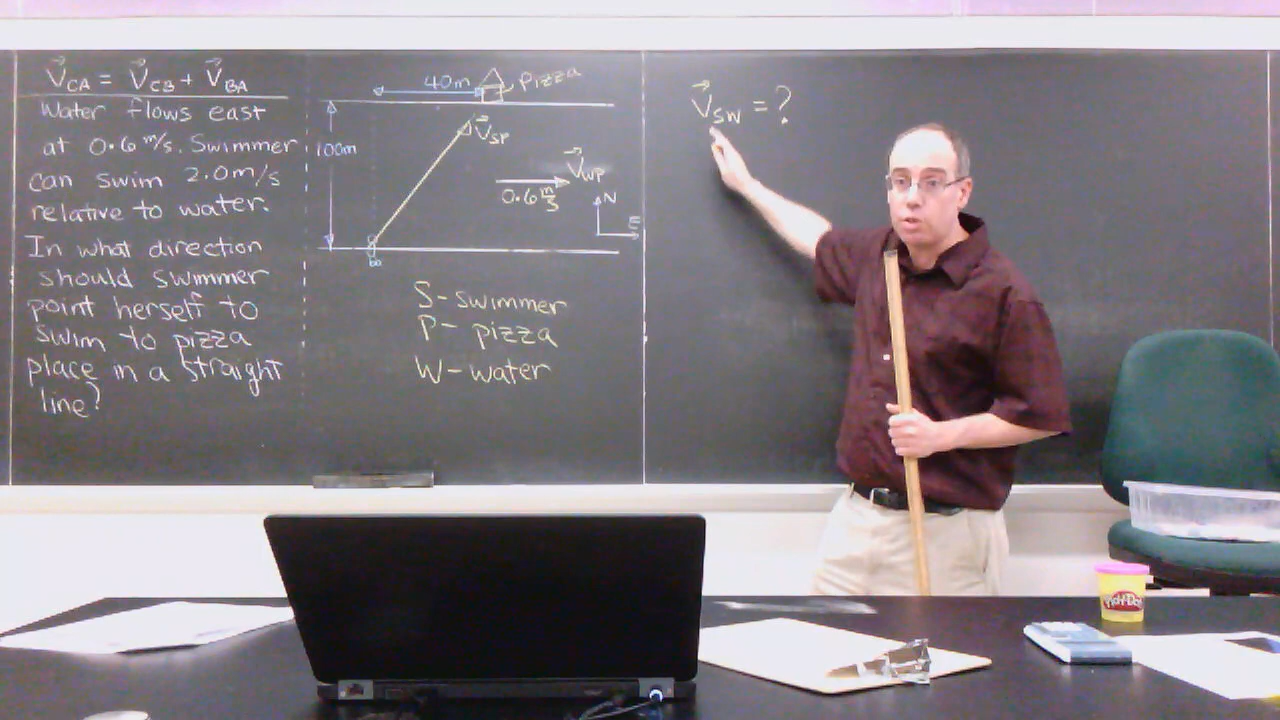 V⃗CA = V⃗CB + V⃗BA
Water flows east
at 0.6 m/s. Swimmer
can swim 2.0 m/s
relative to water.
In what direction
should swimmer
point herself to
swim to pizza
place in a straight
line?
40m
Pizza
100m
V⃗SP
V⃗WP
0.6 m/s
N
E
S - swimmer
P - pizza
W - water
V⃗SW = ?
Play-Doh